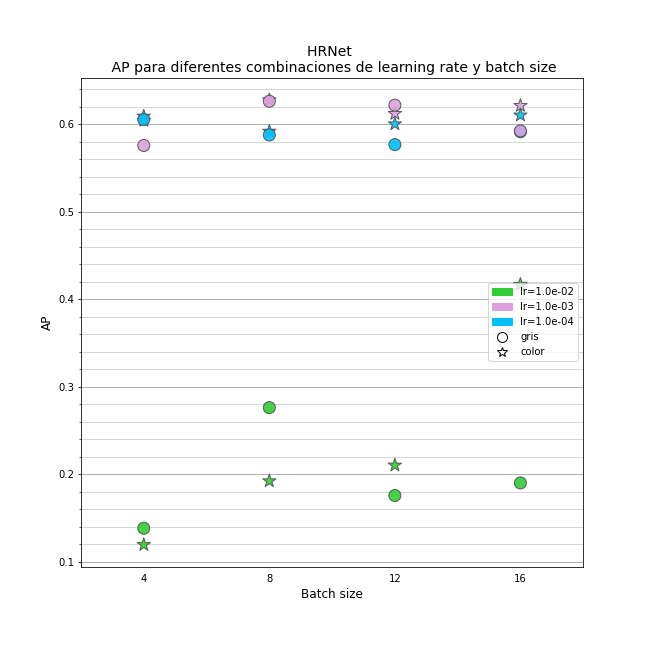 HRNet
AP para diferentes combinaciones de learning rate y batch size
0.6
0.5
0.4
0.3
0.2
0.1
AP
lr=1.0e-02
lr=1.0e-03
lr=1.0e-04
gris
color
4 8 12 16
Batch size